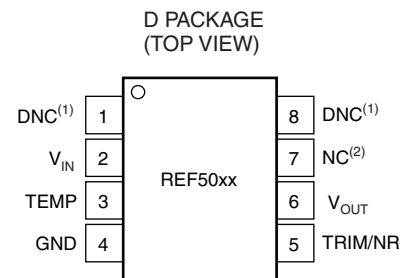 D PACKAGE
(TOP VIEW)
DNC(1) 1 8 DNC(1)
VIN 2 7 NC(2)
REF50xx
TEMP 3 6 VOUT
GND 4 5 TRIM/NR